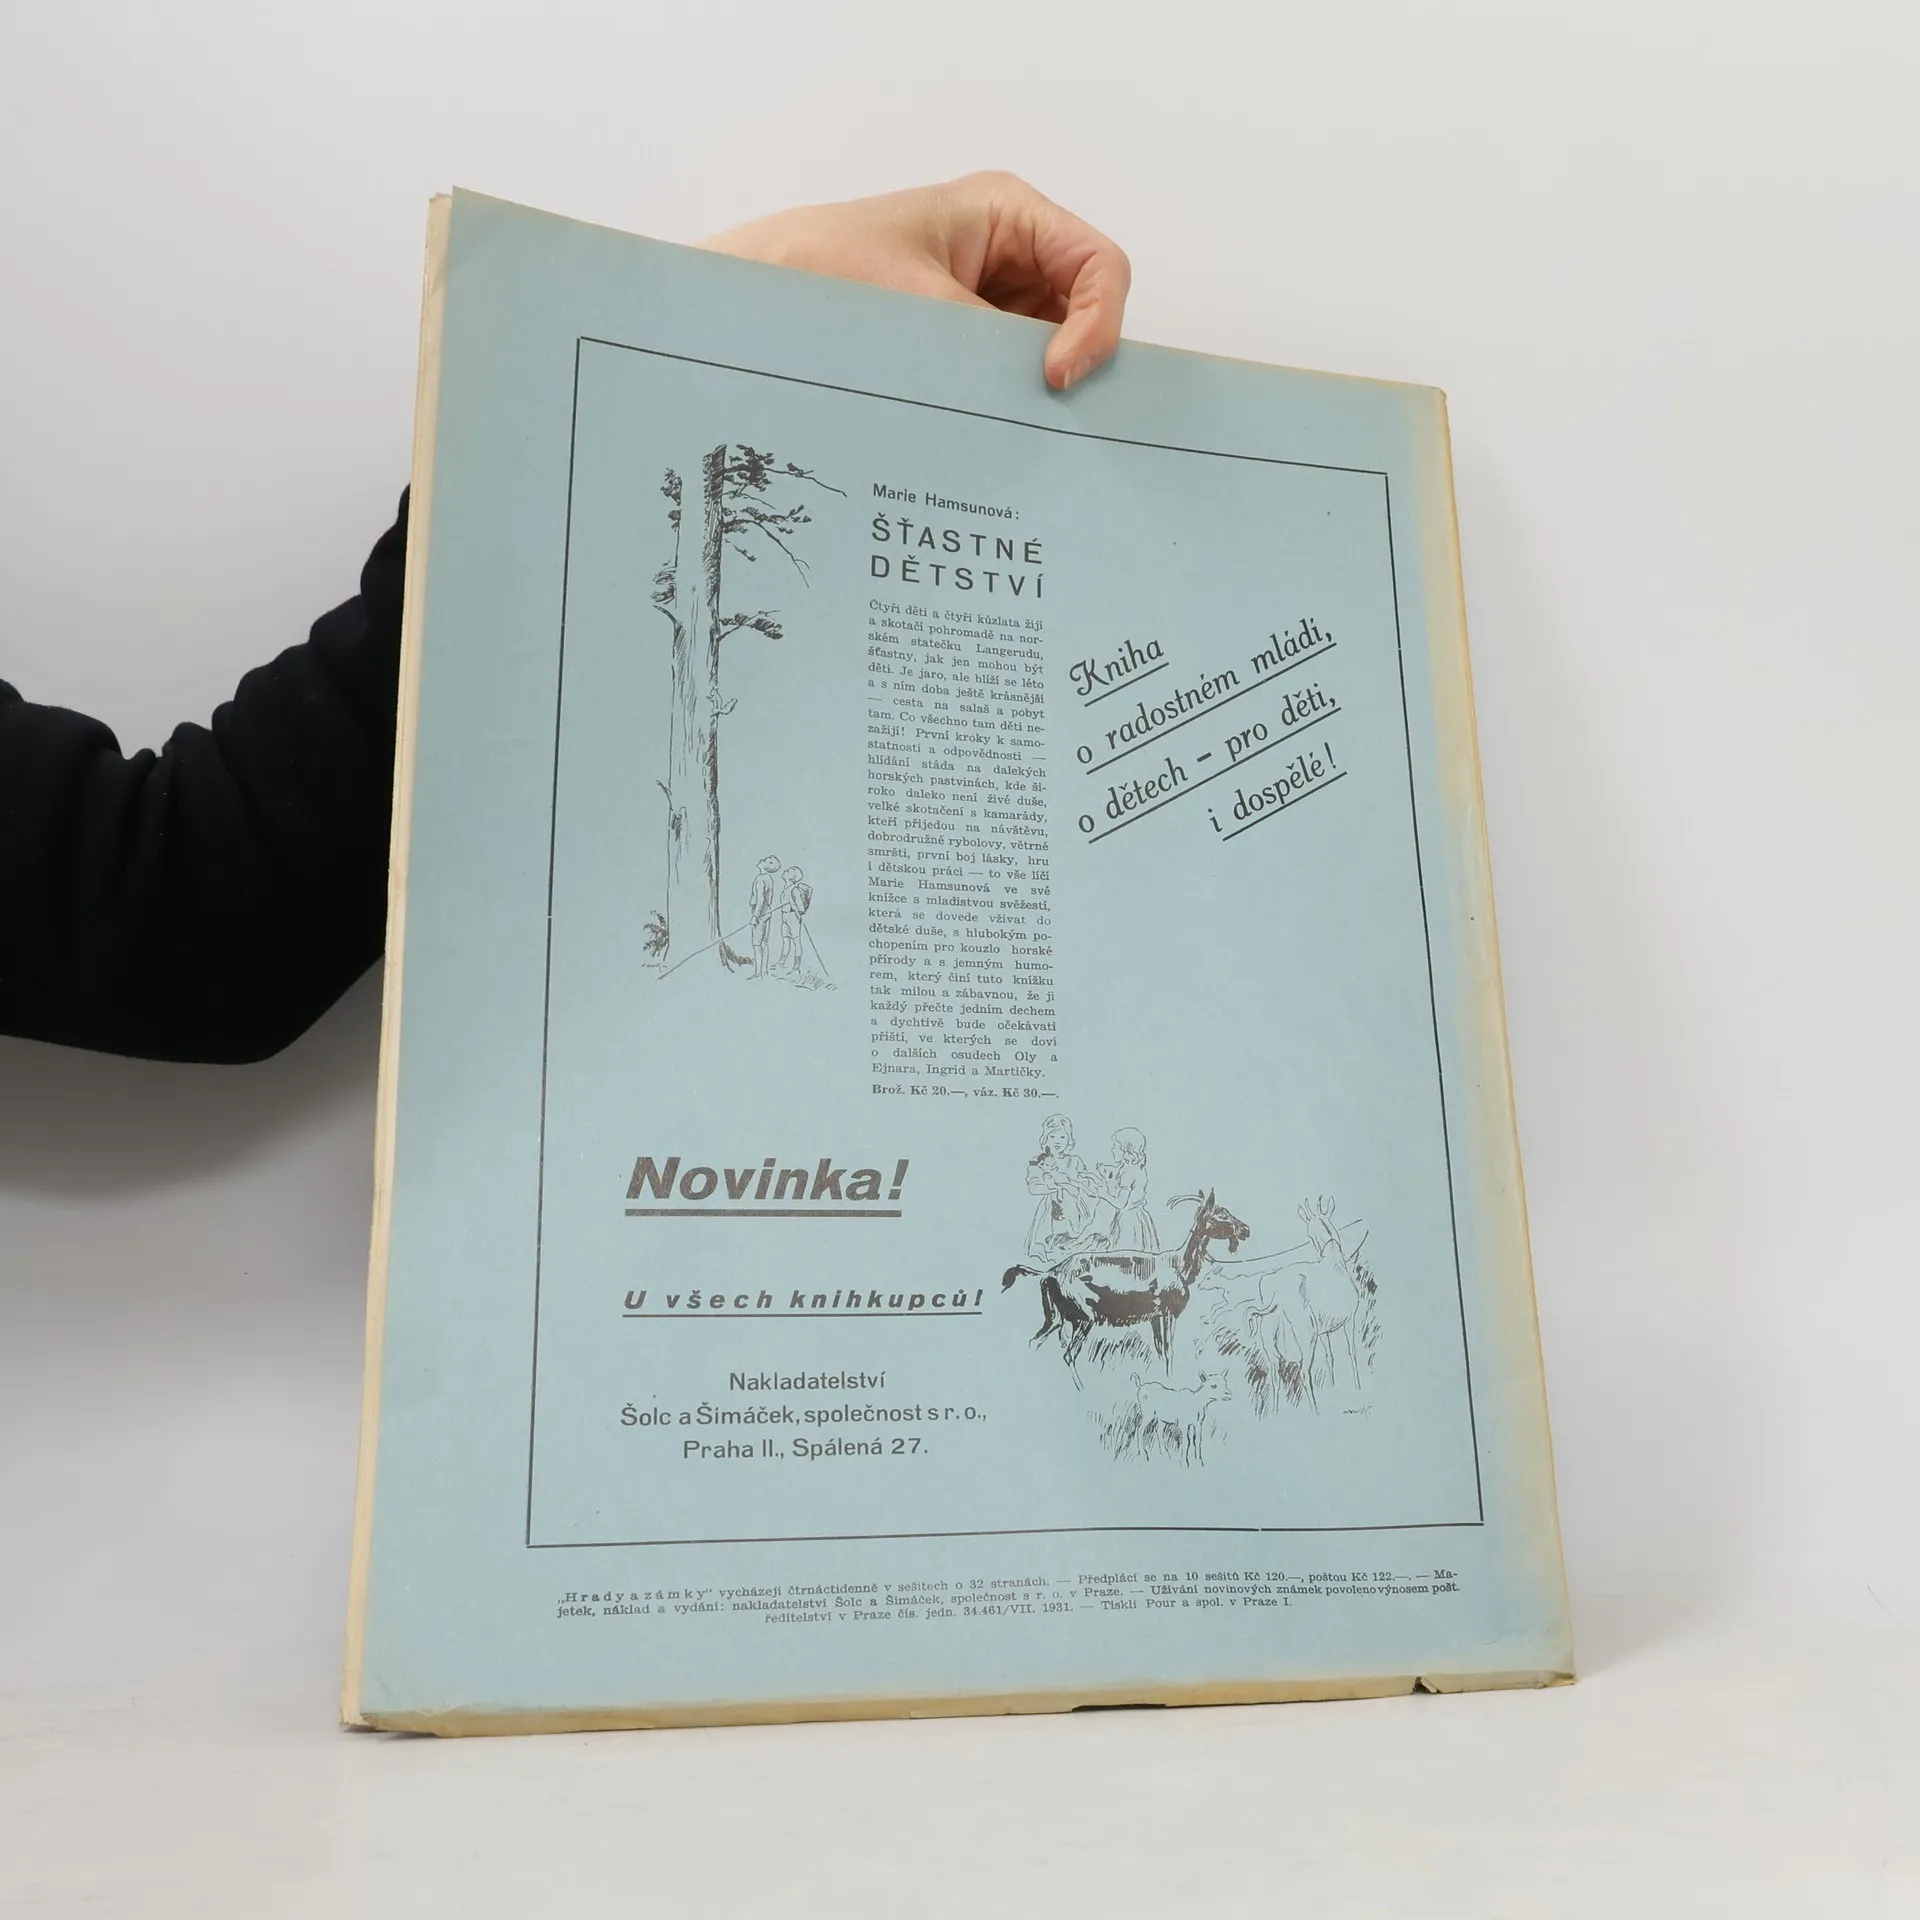 Marie Hamsunová:
ŠŤASTNÉ
DĚTSTVÍ
Čtyři děti a čtyři kůzlata žijí
a skotačí pohromadě na nor-
ském statečku Langerudu,
šťastny, jak jen mohou být
děti. Je jaro, ale blíží se léto
a s ním doba ještě krásnější
— cesta na salaš a pobyt
tam. Co všechno tam děti ne-
zažijí! První kroky k samo-
statnosti a odpovědnosti —
hlídání stáda na dalekých
horských pastvinách, kde ši-
roko daleko není živé duše,
velké skotačení s kamarády,
kteří přijedou na návštěvu,
dobrodružné rybolovy, větrné
smršti, první boj lásky, hru
i dětskou práci — to vše líčí
Marie Hamsunová ve své
knížce s mladistvou svěžestí,
která se dovede vžívat do
dětské duše, s hlubokým po-
chopením pro kouzlo horské
přírody a s jemným humo-
rem, který činí tuto knížku
tak milou a zábavnou, že ji
každý přečte jedním dechem
a dychtivě bude očekávati
příští, ve kterých se doví
o dalších osudech Oly a
Ejnara, Ingrid a Martičky.
Brož. Kč 20.—, váz. Kč 30.—.
Kniha
o radostném mládí,
o dětech - pro děti,
i dospělé!
Novinka!
U všech knihkupců!
Nakladatelství
Šolc a Šimáček, společnost s r. o.,
Praha II., Spálená 27.
„Hrady a zámky“ vycházejí čtrnáctidenně v sešitech o 32 stranách. — Předplácí se na 10 sešitů Kč 120.—, poštou Kč 122.—. — Ma-
jetek, náklad a vydání: nakladatelství Šolc a Šimáček, společnost s r. o. v Praze. — Užívání novinových známek povoleno výnosem pošt.
ředitelství v Praze čís. jedn. 34.461/VII. 1931. — Tiskli Pour a spol. v Praze I.